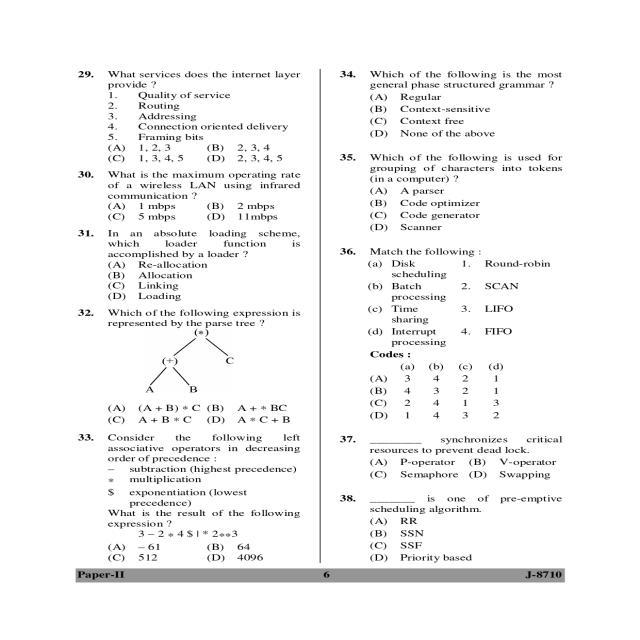 29. What services does the internet layer
provide ?
1. Quality of service
2. Routing
3. Addressing
4. Connection oriented delivery
5. Framing bits
(A) 1, 2, 3 (B) 2, 3, 4
(C) 1, 3, 4, 5 (D) 2, 3, 4, 5
30. What is the maximum operating rate
of a wireless LAN using infrared
communication ?
(A) 1 mbps (B) 2 mbps
(C) 5 mbps (D) 11mbps
31. In an absolute loading scheme,
which loader function is
accomplished by a loader ?
(A) Re-allocation
(B) Allocation
(C) Linking
(D) Loading
32. Which of the following expression is
represented by the parse tree ?
(*)
(+) C
A B
(A) (A + B) * C (B) A + * BC
(C) A + B * C (D) A * C + B
33. Consider the following left
associative operators in decreasing
order of precedence :
– subtraction (highest precedence)
* multiplication
$ exponentiation (lowest
precedence)
What is the result of the following
expression ?
3 – 2 * 4 $ | * 2**3
(A) – 61 (B) 64
(C) 512 (D) 4096
34. Which of the following is the most
general phase structured grammar ?
(A) Regular
(B) Context-sensitive
(C) Context free
(D) None of the above
35. Which of the following is used for
grouping of characters into tokens
(in a computer) ?
(A) A parser
(B) Code optimizer
(C) Code generator
(D) Scanner
36. Match the following :
(a) Disk 1. Round-robin
scheduling
(b) Batch 2. SCAN
processing
(c) Time 3. LIFO
sharing
(d) Interrupt 4. FIFO
processing
Codes :
(a) (b) (c) (d)
(A) 3 4 2 1
(B) 4 3 2 1
(C) 2 4 1 3
(D) 1 4 3 2
37. ________ synchronizes critical
resources to prevent dead lock.
(A) P-operator (B) V-operator
(C) Semaphore (D) Swapping
38. _______ is one of pre-emptive
scheduling algorithm.
(A) RR
(B) SSN
(C) SSF
(D) Priority based
Paper-II 6 J-8710